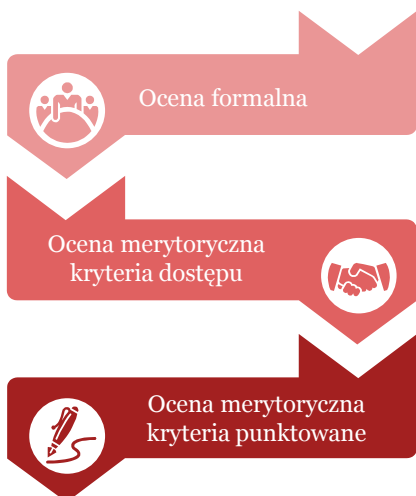 Ocena formalna
Ocena merytoryczna
kryteria dostępu
Ocena merytoryczna
kryteria punktowane